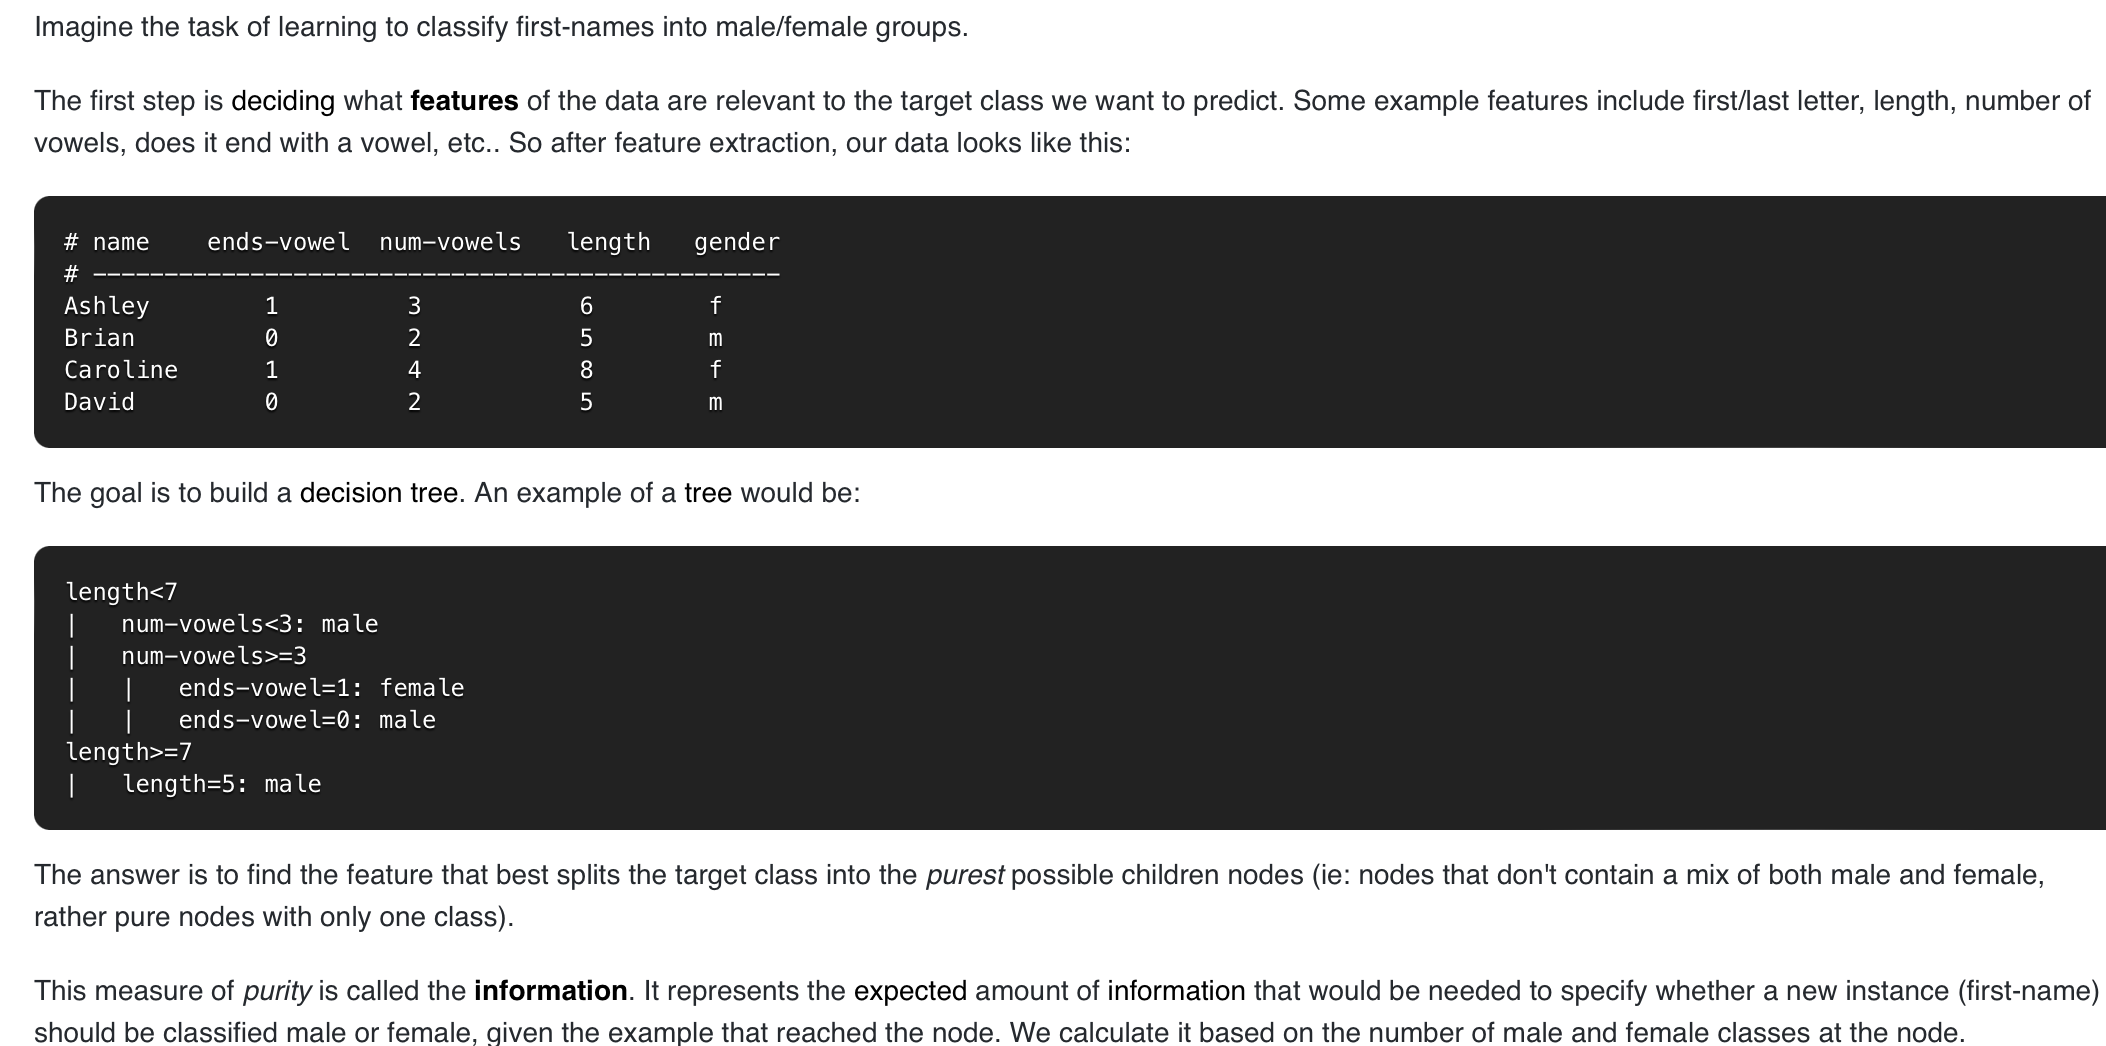 Imagine the task of learning to classify first-names into male/female groups.
The first step is deciding what features of the data are relevant to the target class we want to predict. Some example features include first/last letter, length, number of
vowels, does it end with a vowel, etc.. So after feature extraction, our data looks like this:
# name    ends-vowel  num-vowels   length   gender
# ------------------------------------------------
Ashley        1         3           6        f
Brian         0         2           5        m
Caroline      1         4           8        f
David         0         2           5        m
The goal is to build a decision tree. An example of a tree would be:
length<7
|   num-vowels<3: male
|   num-vowels>=3
|   |   ends-vowel=1: female
|   |   ends-vowel=0: male
length>=7
|   length=5: male
The answer is to find the feature that best splits the target class into the purest possible children nodes (ie: nodes that don't contain a mix of both male and female,
rather pure nodes with only one class).
This measure of purity is called the information. It represents the expected amount of information that would be needed to specify whether a new instance (first-name)
should be classified male or female, given the example that reached the node. We calculate it based on the number of male and female classes at the node.